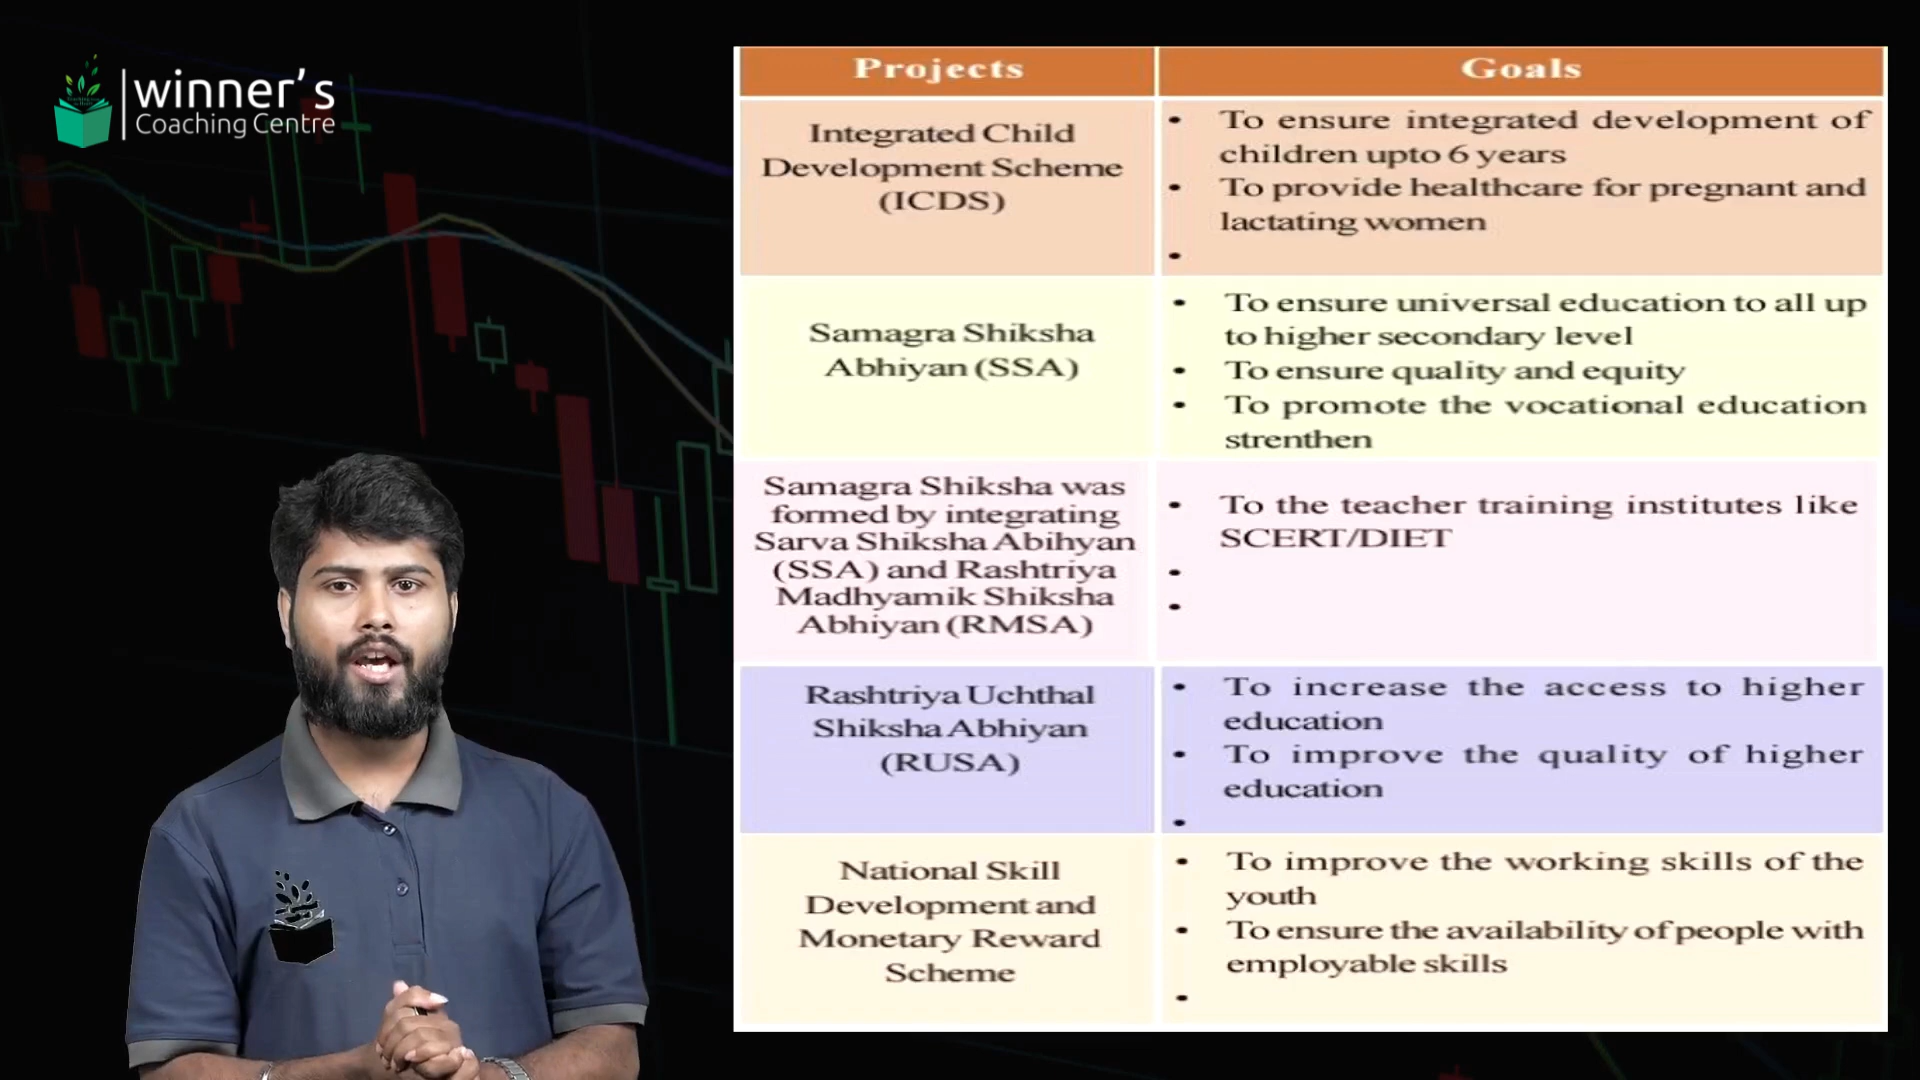 winner's
Coaching Centre
Projects
Goals
Integrated Child
Development Scheme
(ICDS)
• To ensure integrated development of
children upto 6 years
• To provide healthcare for pregnant and
lactating women
•
Samagra Shiksha
Abhiyan (SSA)
• To ensure universal education to all up
to higher secondary level
• To ensure quality and equity
• To promote the vocational education
strenthen
Samagra Shiksha was
formed by integrating
Sarva Shiksha Abihyan
(SSA) and Rashtriya
Madhyamik Shiksha
Abhiyan (RMSA)
• To the teacher training institutes like
SCERT/DIET
•
•
Rashtriya Uchthal
Shiksha Abhiyan
(RUSA)
• To increase the access to higher
education
• To improve the quality of higher
education
•
National Skill
Development and
Monetary Reward
Scheme
• To improve the working skills of the
youth
• To ensure the availability of people with
employable skills
•